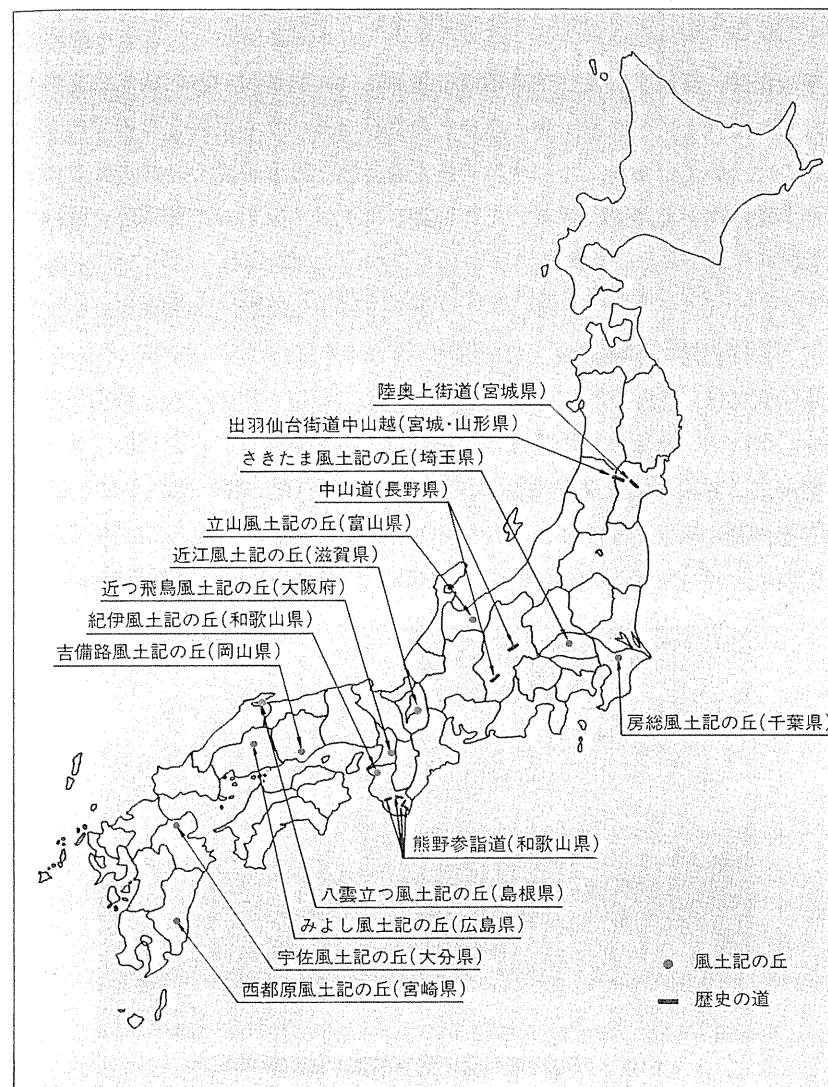 陸奥上街道(宮城県)
出羽仙台街道中山越(宮城・山形県)
さきたま風土記の丘(埼玉県)
中山道(長野県)
立山風土記の丘(富山県)
近江風土記の丘(滋賀県)
近つ飛鳥風土記の丘(大阪府)
紀伊風土記の丘(和歌山県)
吉備路風土記の丘(岡山県)
房総風土記の丘(千葉県)
熊野参詣道(和歌山県)
八雲立つ風土記の丘(島根県)
みよし風土記の丘(広島県)
宇佐風土記の丘(大分県)
西都原風土記の丘(宮崎県)
風土記の丘
歴史の道